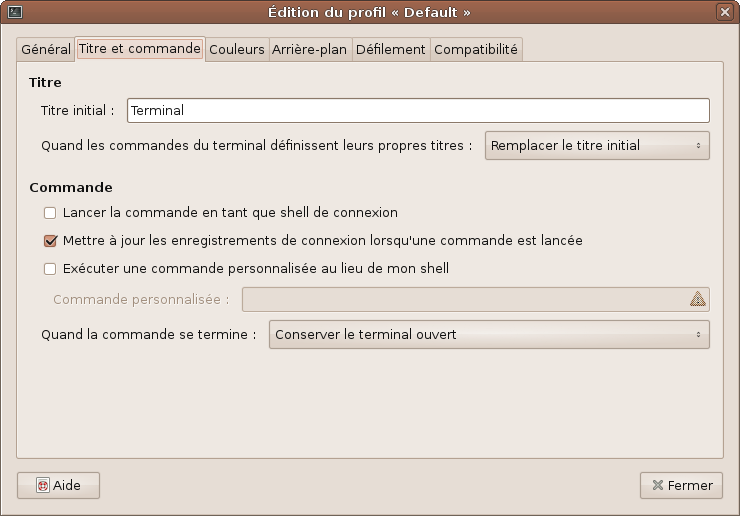 Édition du profil « Default »
Général Titre et commande Couleurs Arrière-plan Défilement Compatibilité
Titre
Titre initial : Terminal
Quand les commandes du terminal définissent leurs propres titres : Remplacer le titre initial
Commande
Lancer la commande en tant que shell de connexion
Mettre à jour les enregistrements de connexion lorsqu'une commande est lancée
Exécuter une commande personnalisée au lieu de mon shell
Commande personnalisée :
Quand la commande se termine : Conserver le terminal ouvert
Aide Fermer